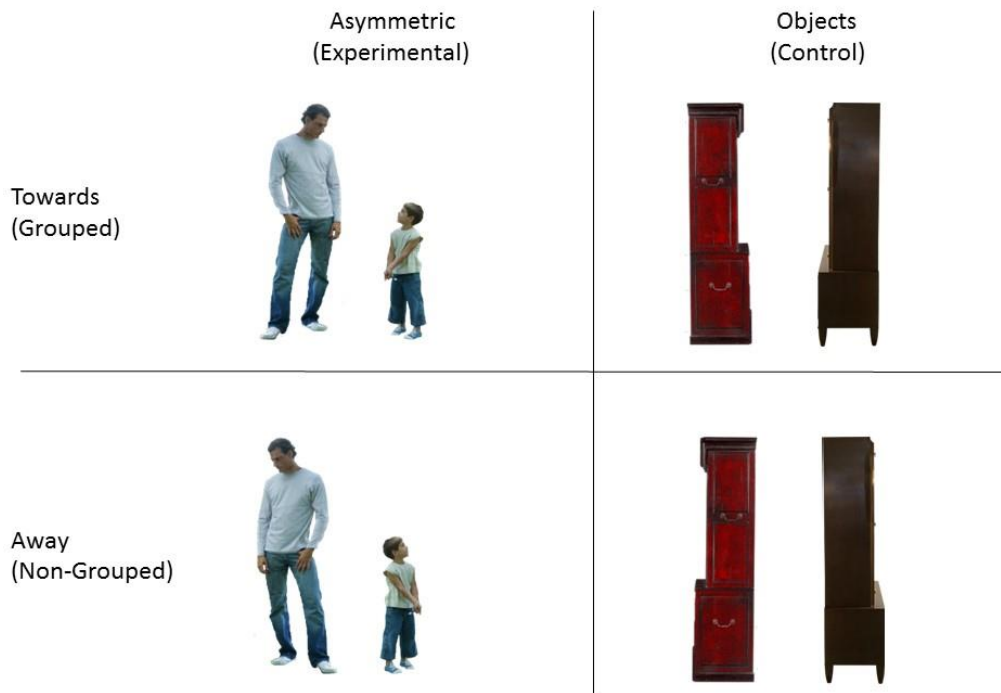 Asymmetric
(Experimental)
Objects
(Control)
Towards
(Grouped)
Away
(Non-Grouped)